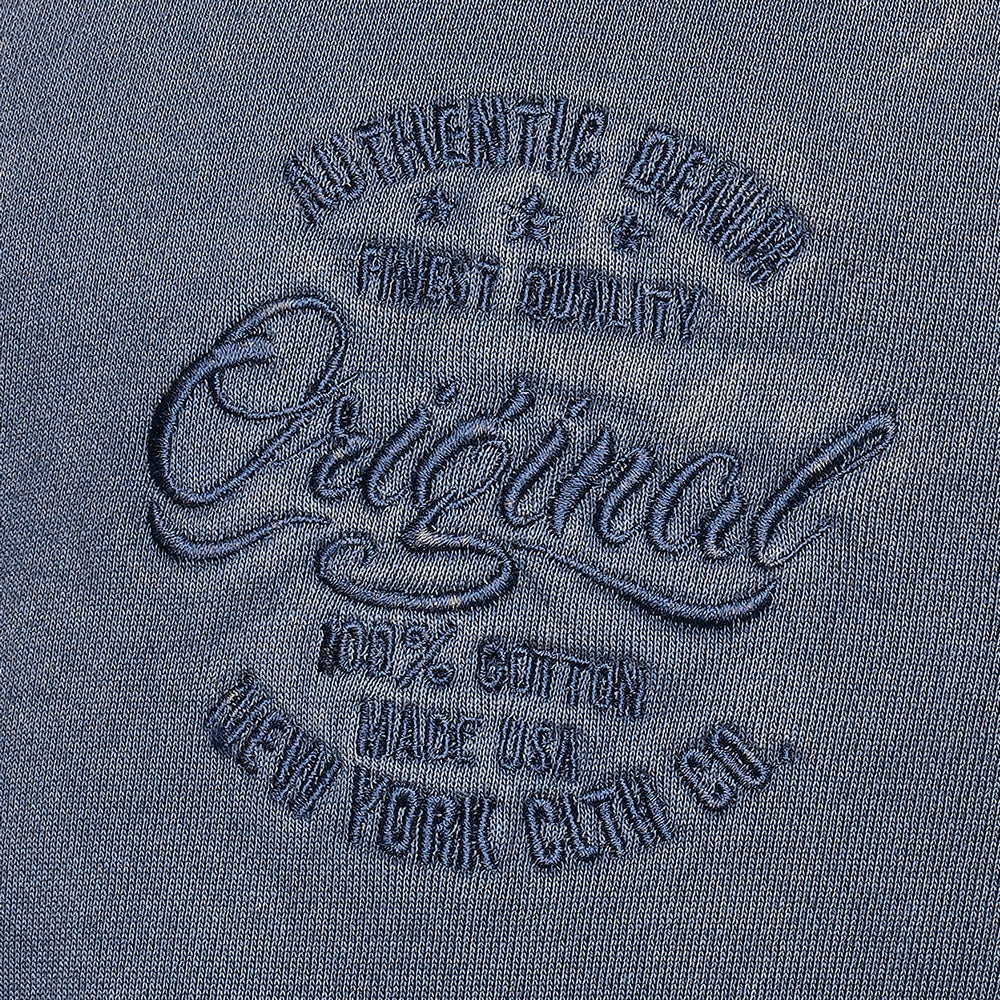 AUTHENTIC DENIM
FINEST QUALITY
Original
100% COTTON
MADE USA
NEW YORK CLTH CO.